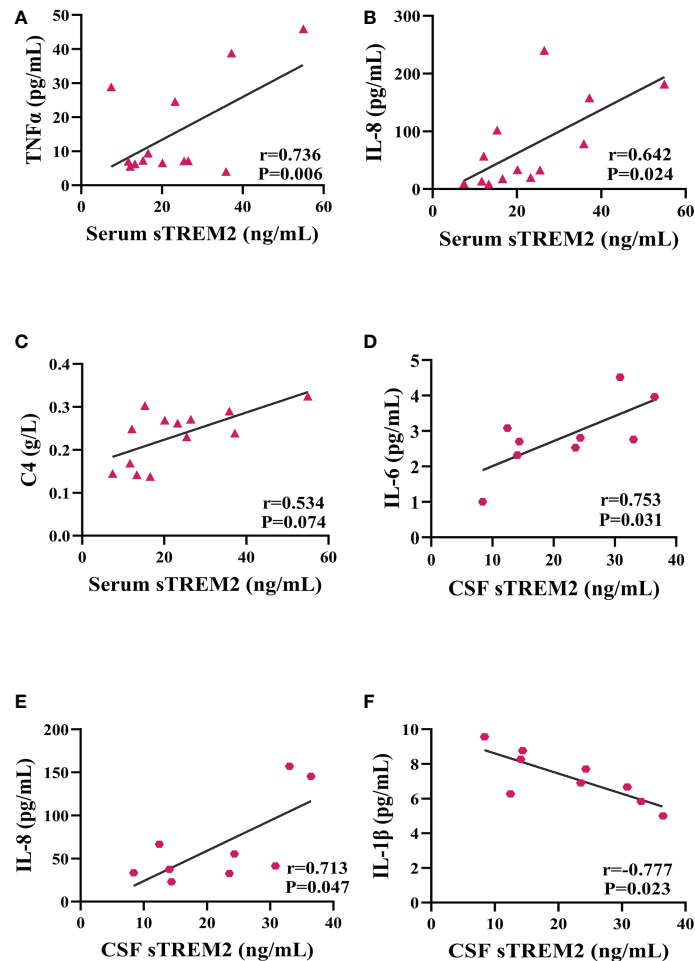 A
TNFα (pg/mL)
50
40
30
20
10
0
0 20 40 60
r=0.736
P=0.006
Serum sTREM2 (ng/mL)
B
IL-8 (pg/mL)
300
200
100
0
0 20 40 60
r=0.642
P=0.024
Serum sTREM2 (ng/mL)
C
C4 (g/L)
0.4
0.3
0.2
0.1
0.0
0 20 40 60
r=0.534
P=0.074
Serum sTREM2 (ng/mL)
D
IL-6 (pg/mL)
5
4
3
2
1
0
0 10 20 30 40
r=0.753
P=0.031
CSF sTREM2 (ng/mL)
E
IL-8 (pg/mL)
200
150
100
50
0
0 10 20 30 40
r=0.713
P=0.047
CSF sTREM2 (ng/mL)
F
IL-1β (pg/mL)
10
8
6
4
2
0
0 10 20 30 40
r=-0.777
P=0.023
CSF sTREM2 (ng/mL)